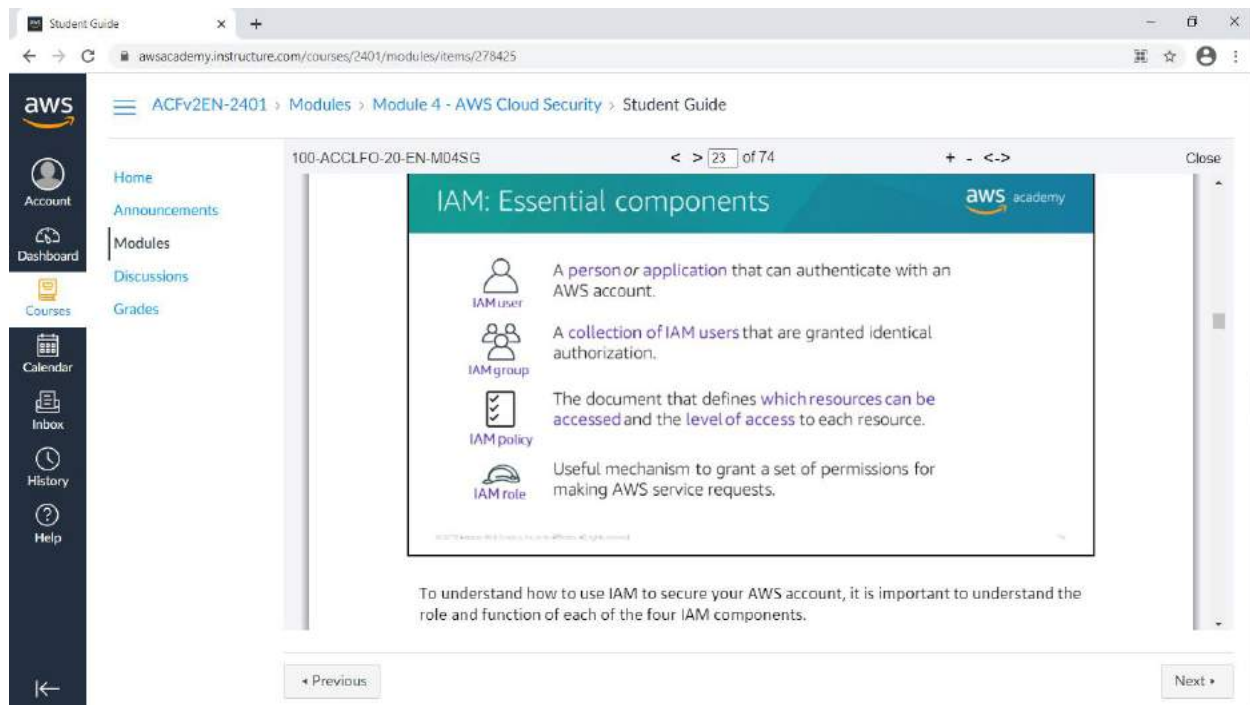 Student Guide
awsacademy.instructure.com/courses/2401/modules/items/278425
aws
ACFv2EN-2401 › Modules › Module 4 - AWS Cloud Security › Student Guide
Account
Dashboard
Courses
Calendar
Inbox
History
Help
Home
Announcements
Modules
Discussions
Grades
100-ACCLFO-20-EN-M04SG
< > 23 of 74
+ - <->
Close
IAM: Essential components
aws academy
IAM user
A person or application that can authenticate with an
AWS account.
IAM group
A collection of IAM users that are granted identical
authorization.
IAM policy
The document that defines which resources can be
accessed and the level of access to each resource.
IAM role
Useful mechanism to grant a set of permissions for
making AWS service requests.
To understand how to use IAM to secure your AWS account, it is important to understand the
role and function of each of the four IAM components.
◂ Previous
Next ▸